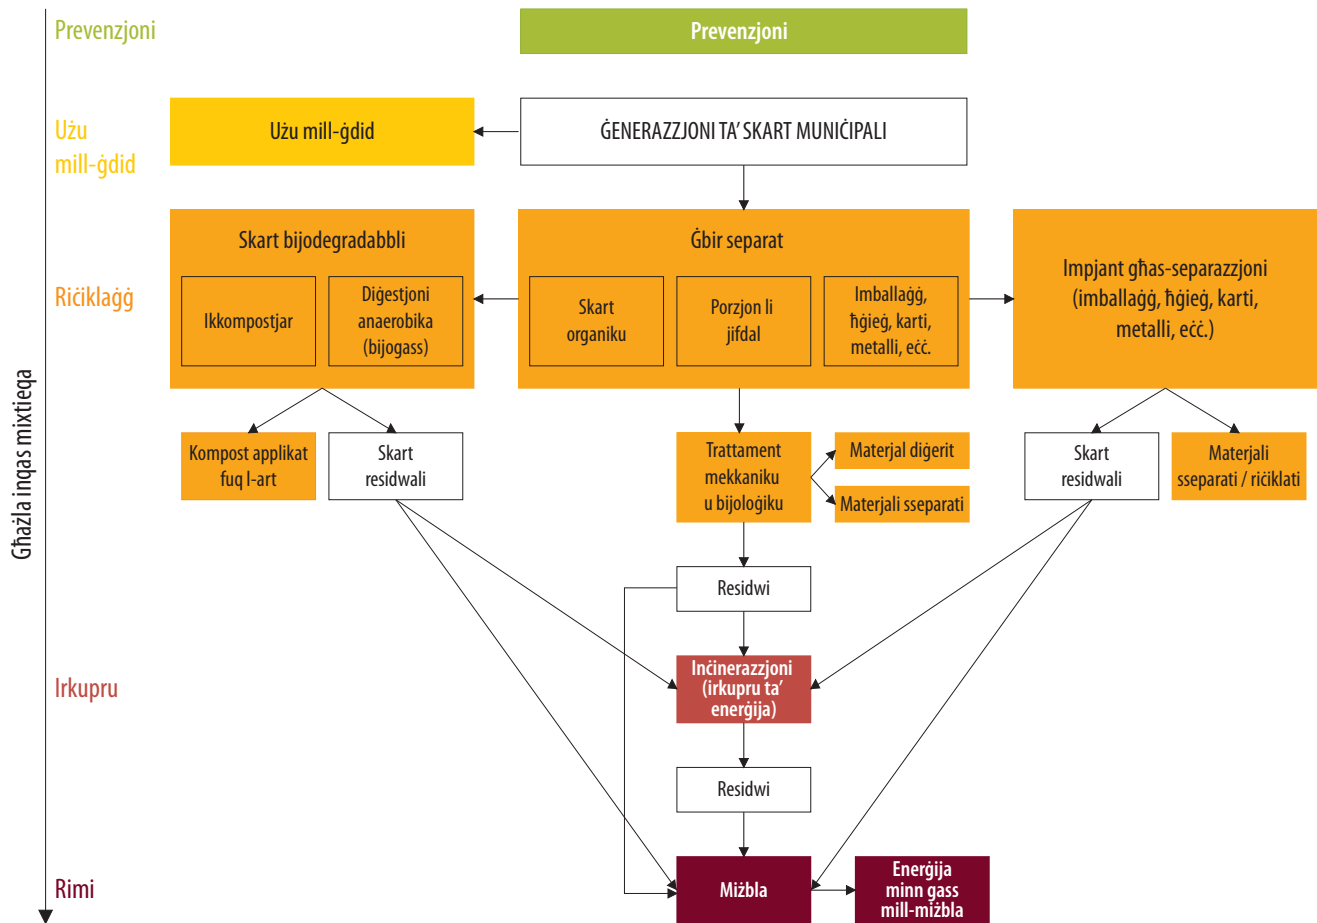 Prevenzjoni
Prevenzjoni
Użu
mill-ġdid
Użu mill-ġdid
ĠENERAZZJONI TA’ SKART MUNIĊIPALI
Riċiklaġġ
Skart bijodegradabbli
Ikkompostjar
Diġestjoni
anaerobika
(bijogass)
Ġbir separat
Skart
organiku
Porzjon li
jifdal
Imballaġġ,
ħġieġ, karti,
metalli, eċċ.
Impjant għas-separazzjoni
(imballaġġ, ħġieġ, karti,
metalli, eċċ.)
Kompost applikat
fuq l-art
Skart
residwali
Trattament
mekkaniku
u bijoloġiku
Materjal diġerit
Materjali sseparati
Skart
residwali
Materjali
sseparati / riċiklati
Għażla inqas mixtieqa
Residwi
Irkupru
Inċinerazzjoni
(irkupru ta’
enerġija)
Residwi
Rimi
Miżbla
Enerġija
minn gass
mill-miżbla